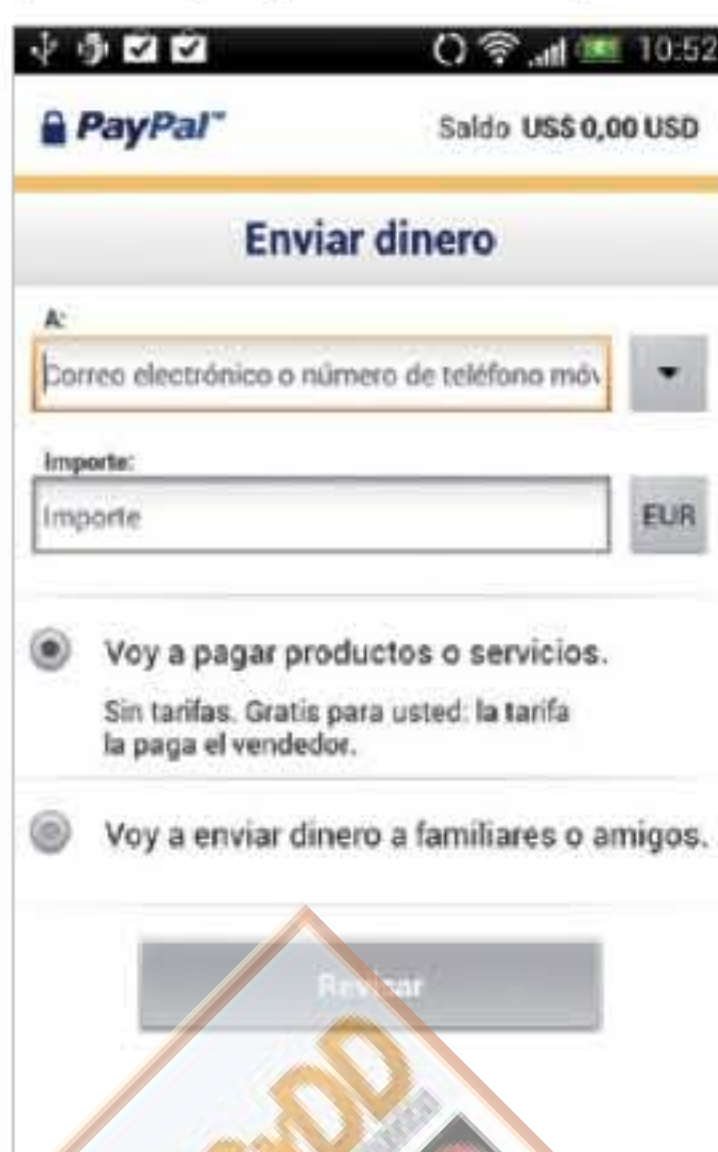 10:52
PayPal™
Saldo US$ 0,00 USD
Enviar dinero
A:
Correo electrónico o número de teléfono móv
Importe:
Importe
EUR
Voy a pagar productos o servicios.
Sin tarifas. Gratis para usted: la tarifa
la paga el vendedor.
Voy a enviar dinero a familiares o amigos.
Revisar